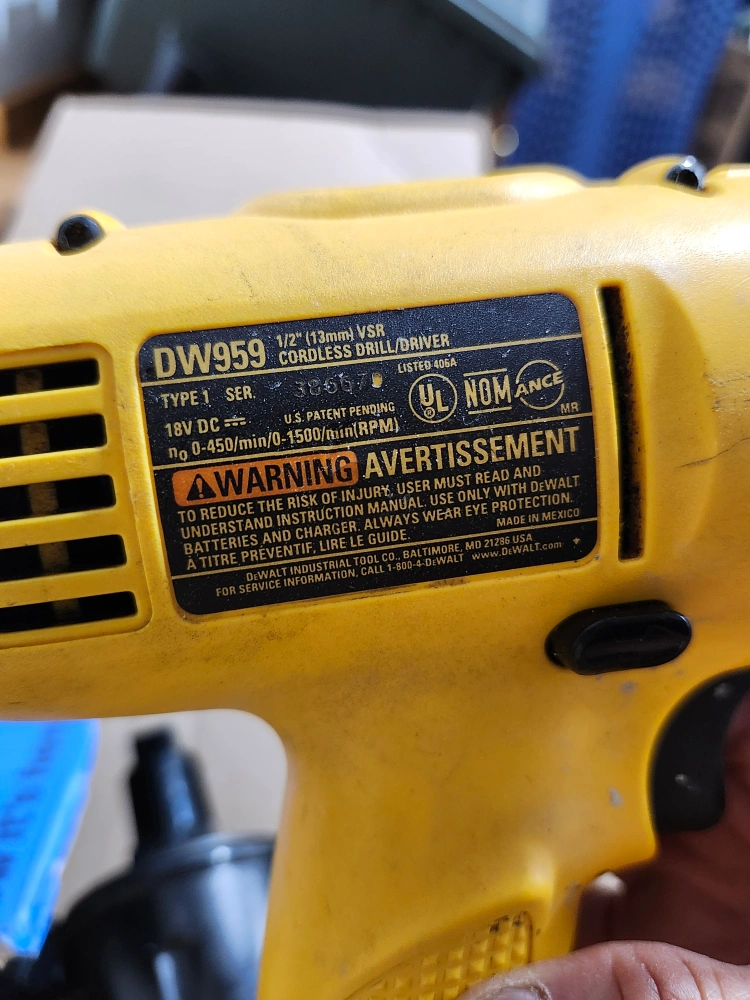 DW959 1/2" (13mm) VSR
CORDLESS DRILL/DRIVER
TYPE 1 SER.
LISTED 406A
18V DC
U.S. PATENT PENDING
n0 0-450/min/0-1500/min(RPM)
UL ®
NOM ANCE
MR
WARNING AVERTISSEMENT
TO REDUCE THE RISK OF INJURY, USER MUST READ AND
UNDERSTAND INSTRUCTION MANUAL. USE ONLY WITH DEWALT
BATTERIES AND CHARGER. ALWAYS WEAR EYE PROTECTION.
À TITRE PRÉVENTIF, LIRE LE GUIDE.
MADE IN MEXICO
DEWALT INDUSTRIAL TOOL CO., BALTIMORE, MD 21286 USA
FOR SERVICE INFORMATION, CALL 1-800-4-DEWALT www.DEWALT.com